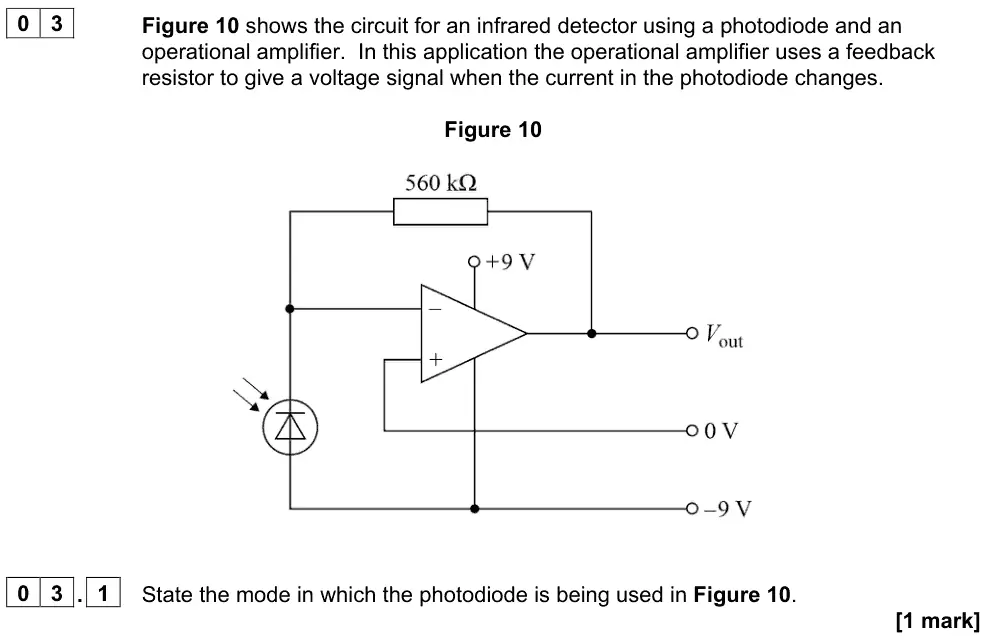 0 3 Figure 10 shows the circuit for an infrared detector using a photodiode and an
operational amplifier. In this application the operational amplifier uses a feedback
resistor to give a voltage signal when the current in the photodiode changes.
Figure 10
560 kΩ
+9 V
–
+
Vout
0 V
–9 V
0 3 . 1 State the mode in which the photodiode is being used in Figure 10.
[1 mark]